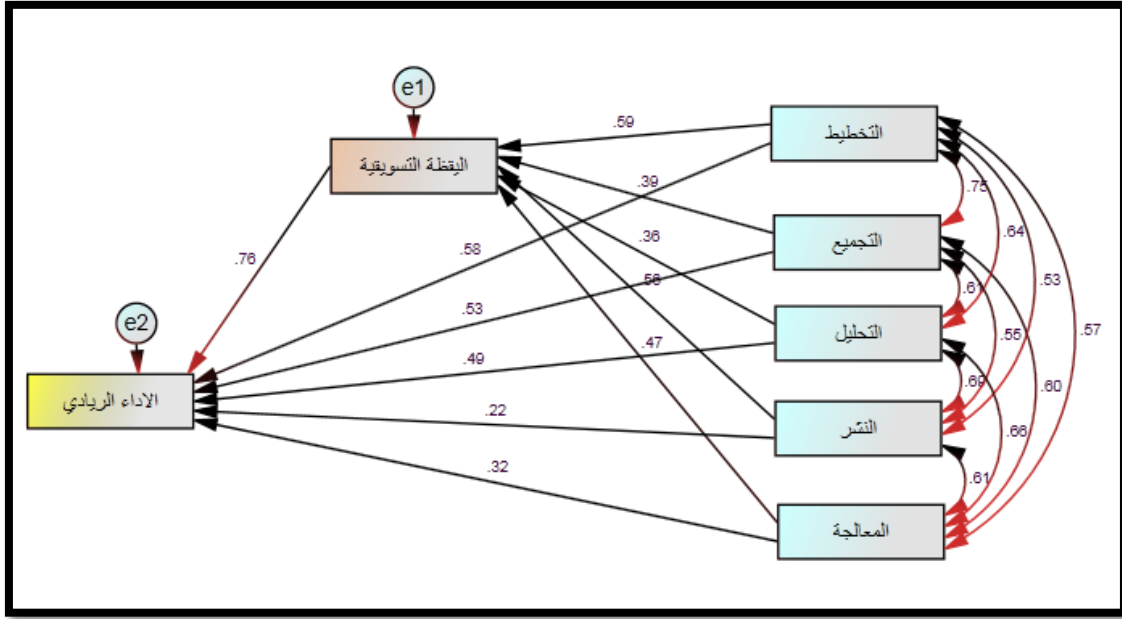 e1
التخطيط
.59
اليقظة التسويقية
.39
.75
التجميع
.36
.64
.76
.58
.56
.53
.61
.53
التحليل
e2
.55
.57
.49
.47
.69
.60
الاداء الريادي
.22
النشر
.66
.32
.61
المعالجة